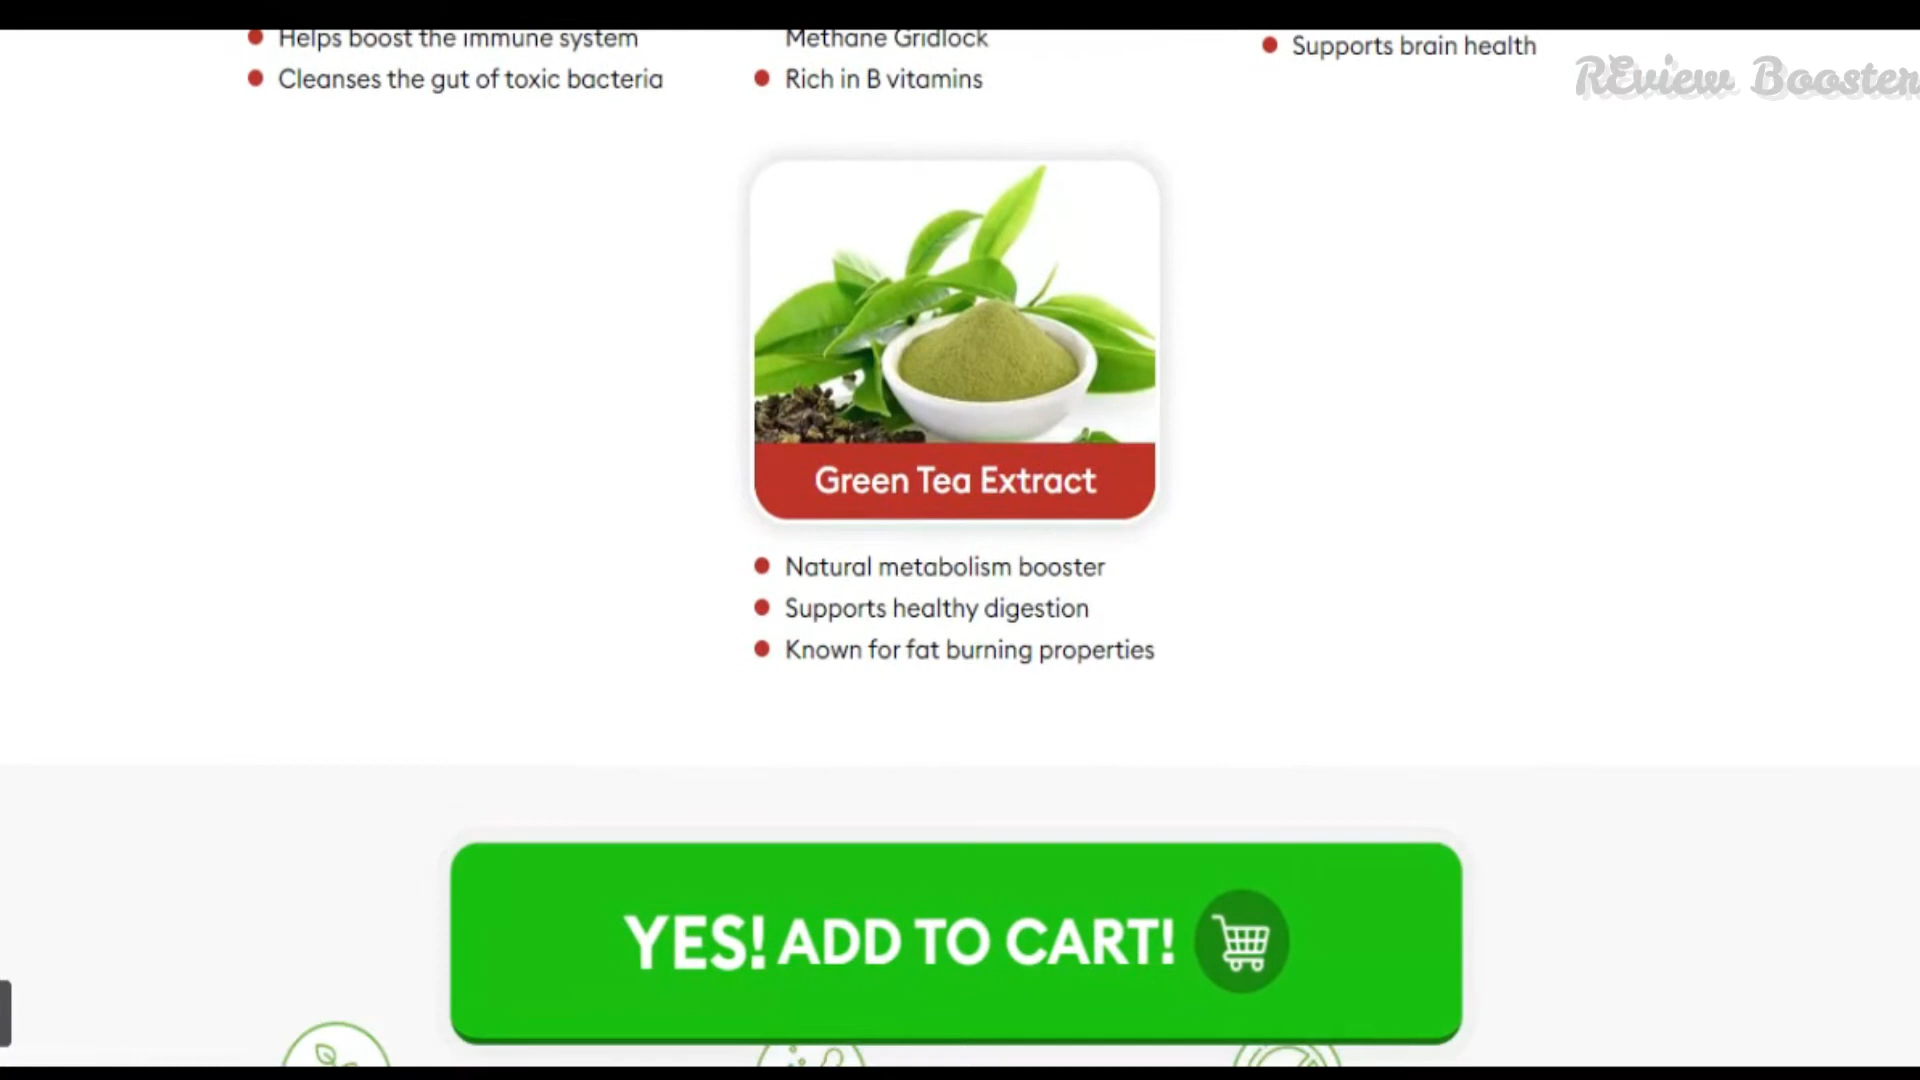 Helps boost the immune system
Cleanses the gut of toxic bacteria
Methane Gridlock
Rich in B vitamins
Supports brain health
REview Booster
Green Tea Extract
Natural metabolism booster
Supports healthy digestion
Known for fat burning properties
YES! ADD TO CART!